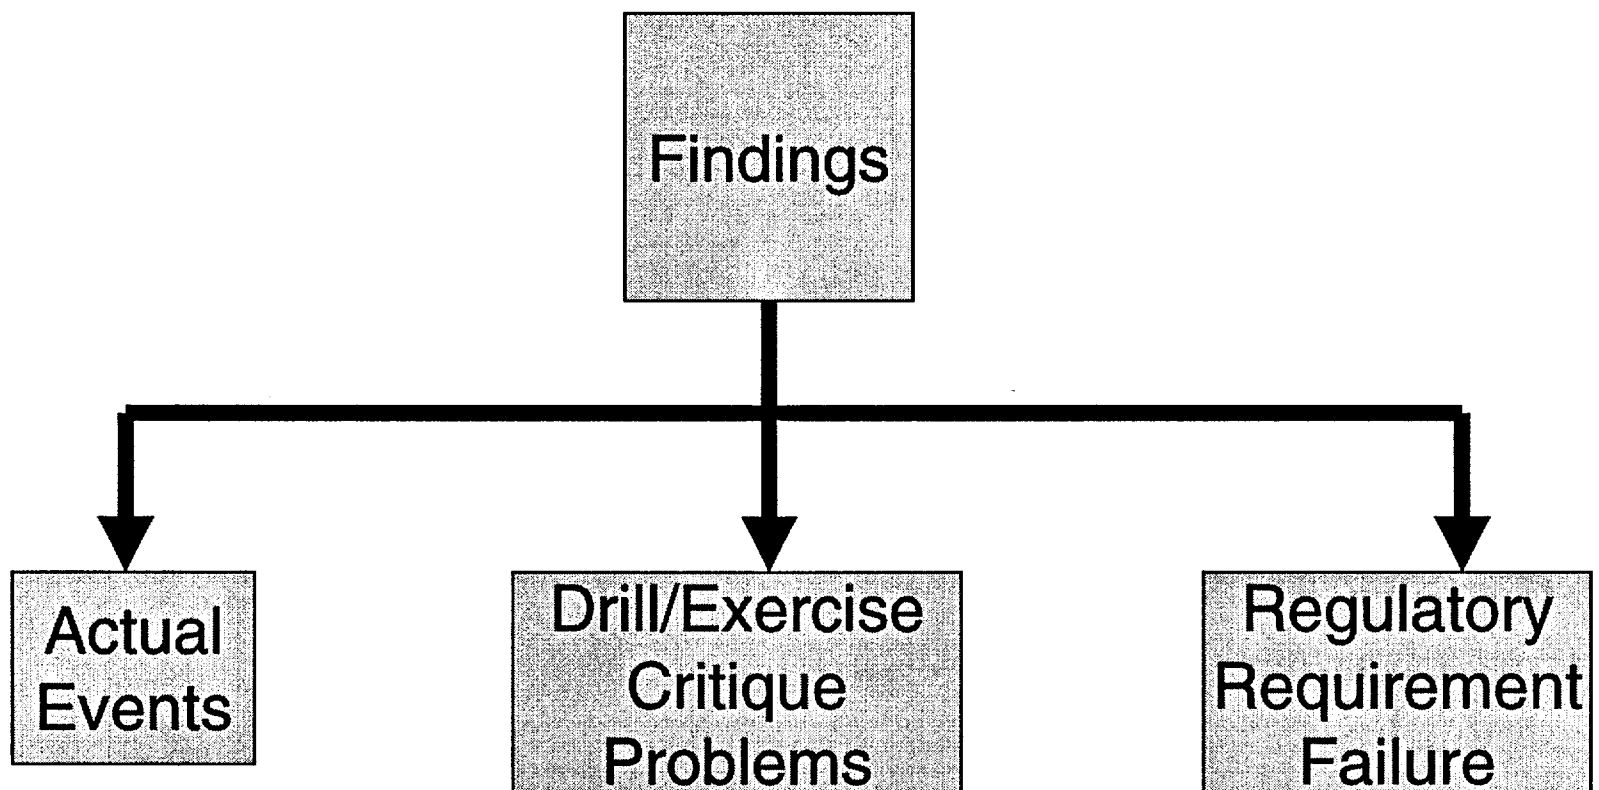 Findings
Actual
Events
Drill/Exercise
Critique
Problems
Regulatory
Requirement
Failure